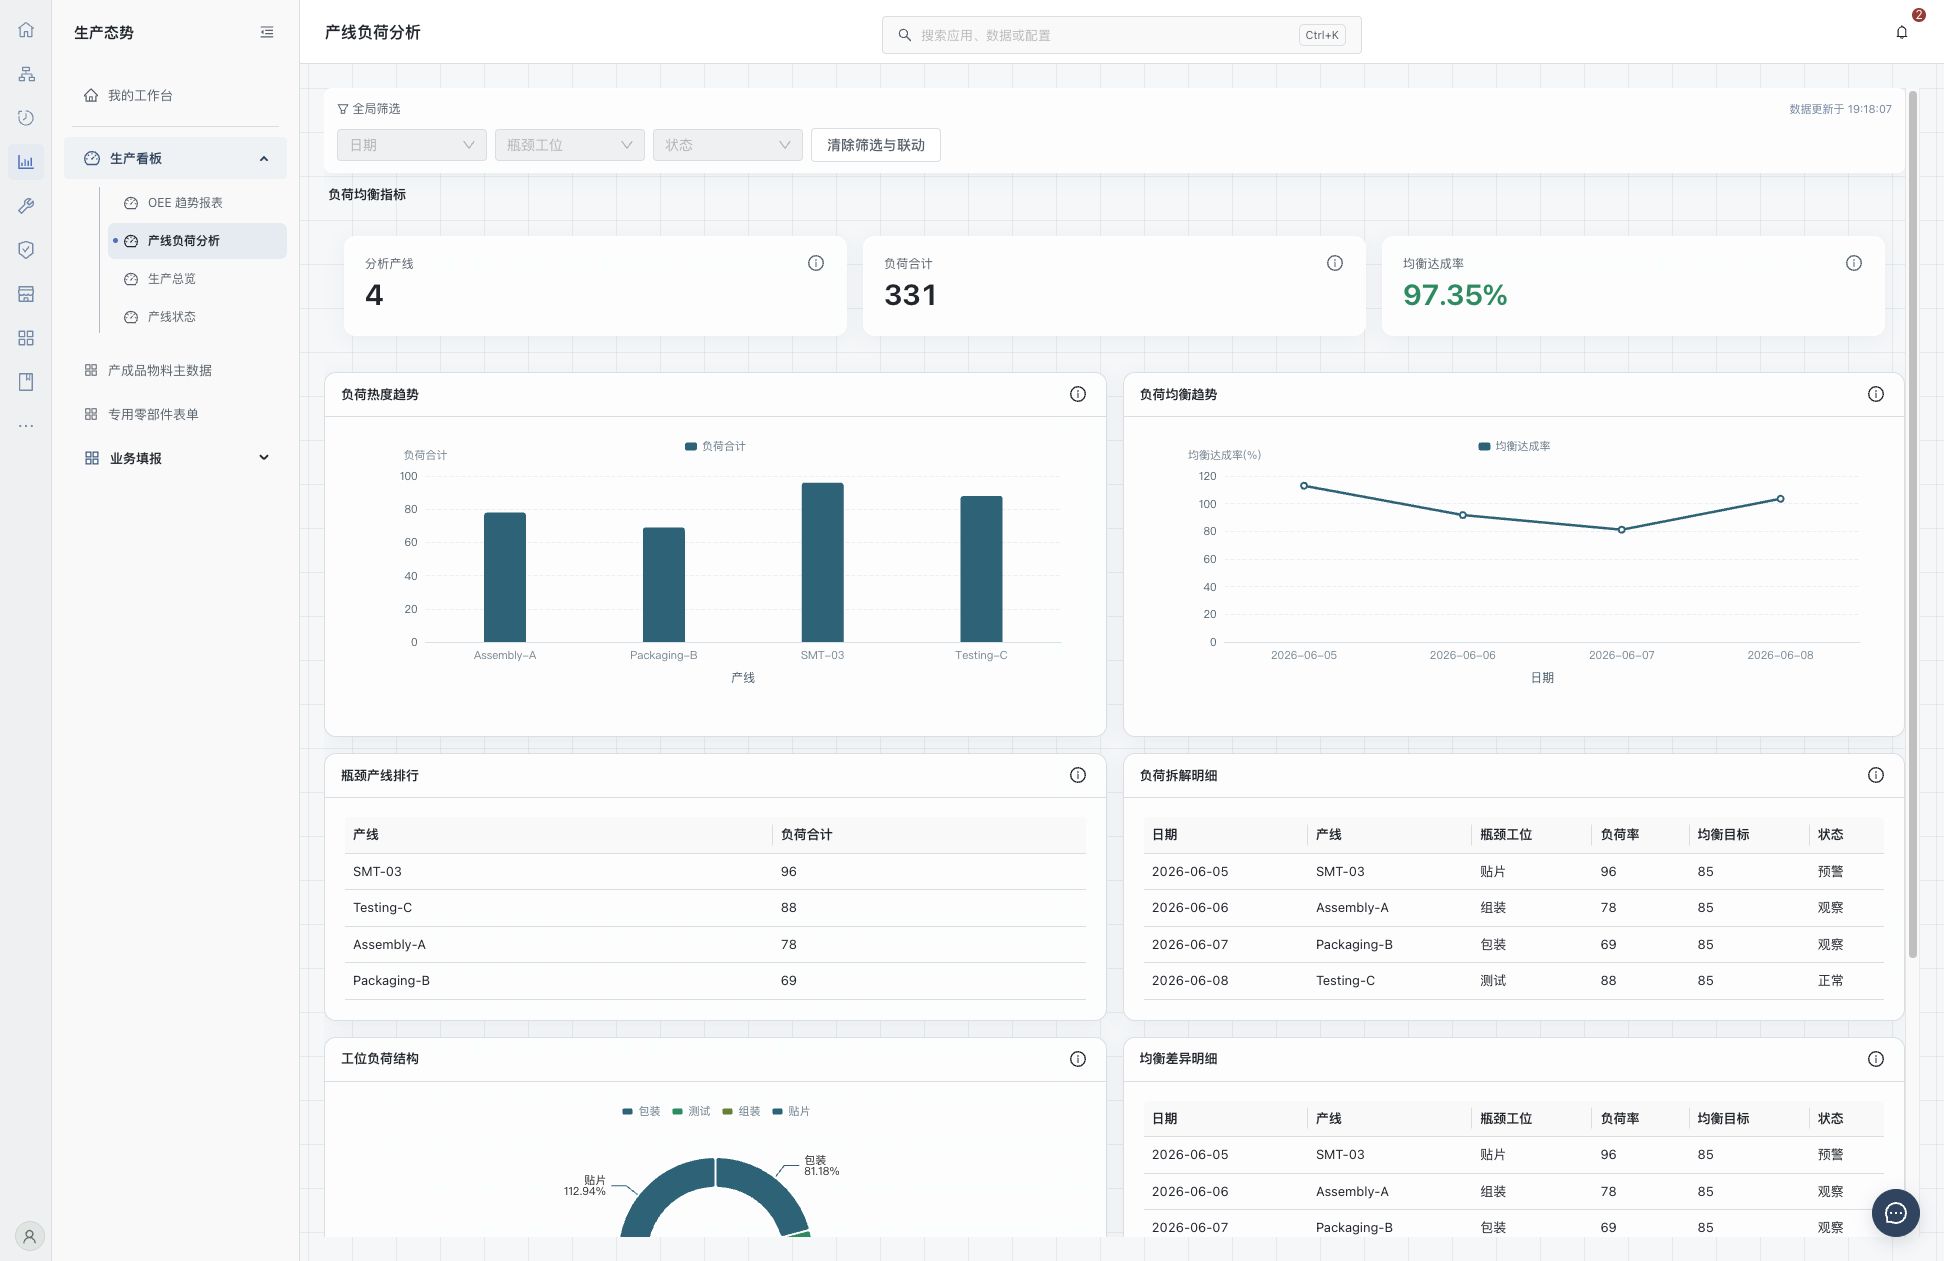 生产态势
产线负荷分析
搜索应用、数据或配置
Ctrl+K
2
我的工作台
生产看板
OEE 趋势报表
产线负荷分析
生产总览
产线状态
产成品物料主数据
专用零部件表单
业务填报
全局筛选
数据更新于 19:18:07
日期
瓶颈工位
状态
清除筛选与联动
负荷均衡指标
分析产线
4
负荷合计
331
均衡达成率
97.35%
负荷热度趋势
负荷合计
负荷合计
100
80
60
40
20
0
Assembly-A
Packaging-B
SMT-03
Testing-C
产线
负荷均衡趋势
均衡达成率
均衡达成率(%)
120
100
80
60
40
20
0
2026-06-05
2026-06-06
2026-06-07
2026-06-08
日期
瓶颈产线排行
产线 负荷合计
SMT-03 96
Testing-C 88
Assembly-A 78
Packaging-B 69
负荷拆解明细
日期 产线 瓶颈工位 负荷率 均衡目标 状态
2026-06-05 SMT-03 贴片 96 85 预警
2026-06-06 Assembly-A 组装 78 85 观察
2026-06-07 Packaging-B 包装 69 85 观察
2026-06-08 Testing-C 测试 88 85 正常
工位负荷结构
包装 测试 组装 贴片
贴片
112.94%
包装
81.18%
均衡差异明细
日期 产线 瓶颈工位 负荷率 均衡目标 状态
2026-06-05 SMT-03 贴片 96 85 预警
2026-06-06 Assembly-A 组装 78 85 观察
2026-06-07 Packaging-B 包装 69 85 观察